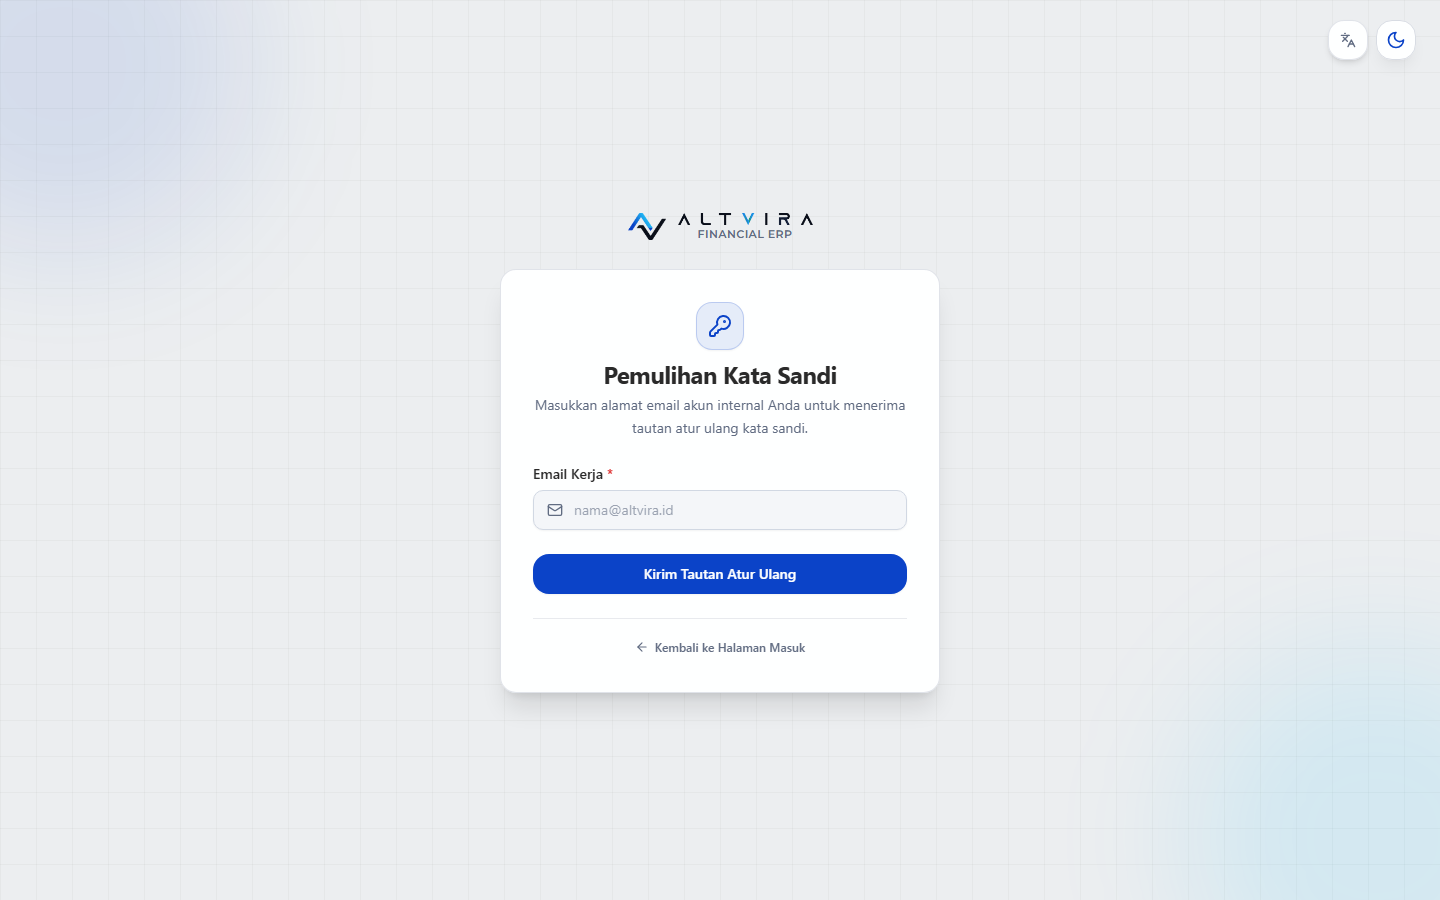 ALTVIRA
FINANCIAL ERP
Pemulihan Kata Sandi
Masukkan alamat email akun internal Anda untuk menerima
tautan atur ulang kata sandi.
Email Kerja *
nama@altvira.id
Kirim Tautan Atur Ulang
Kembali ke Halaman Masuk